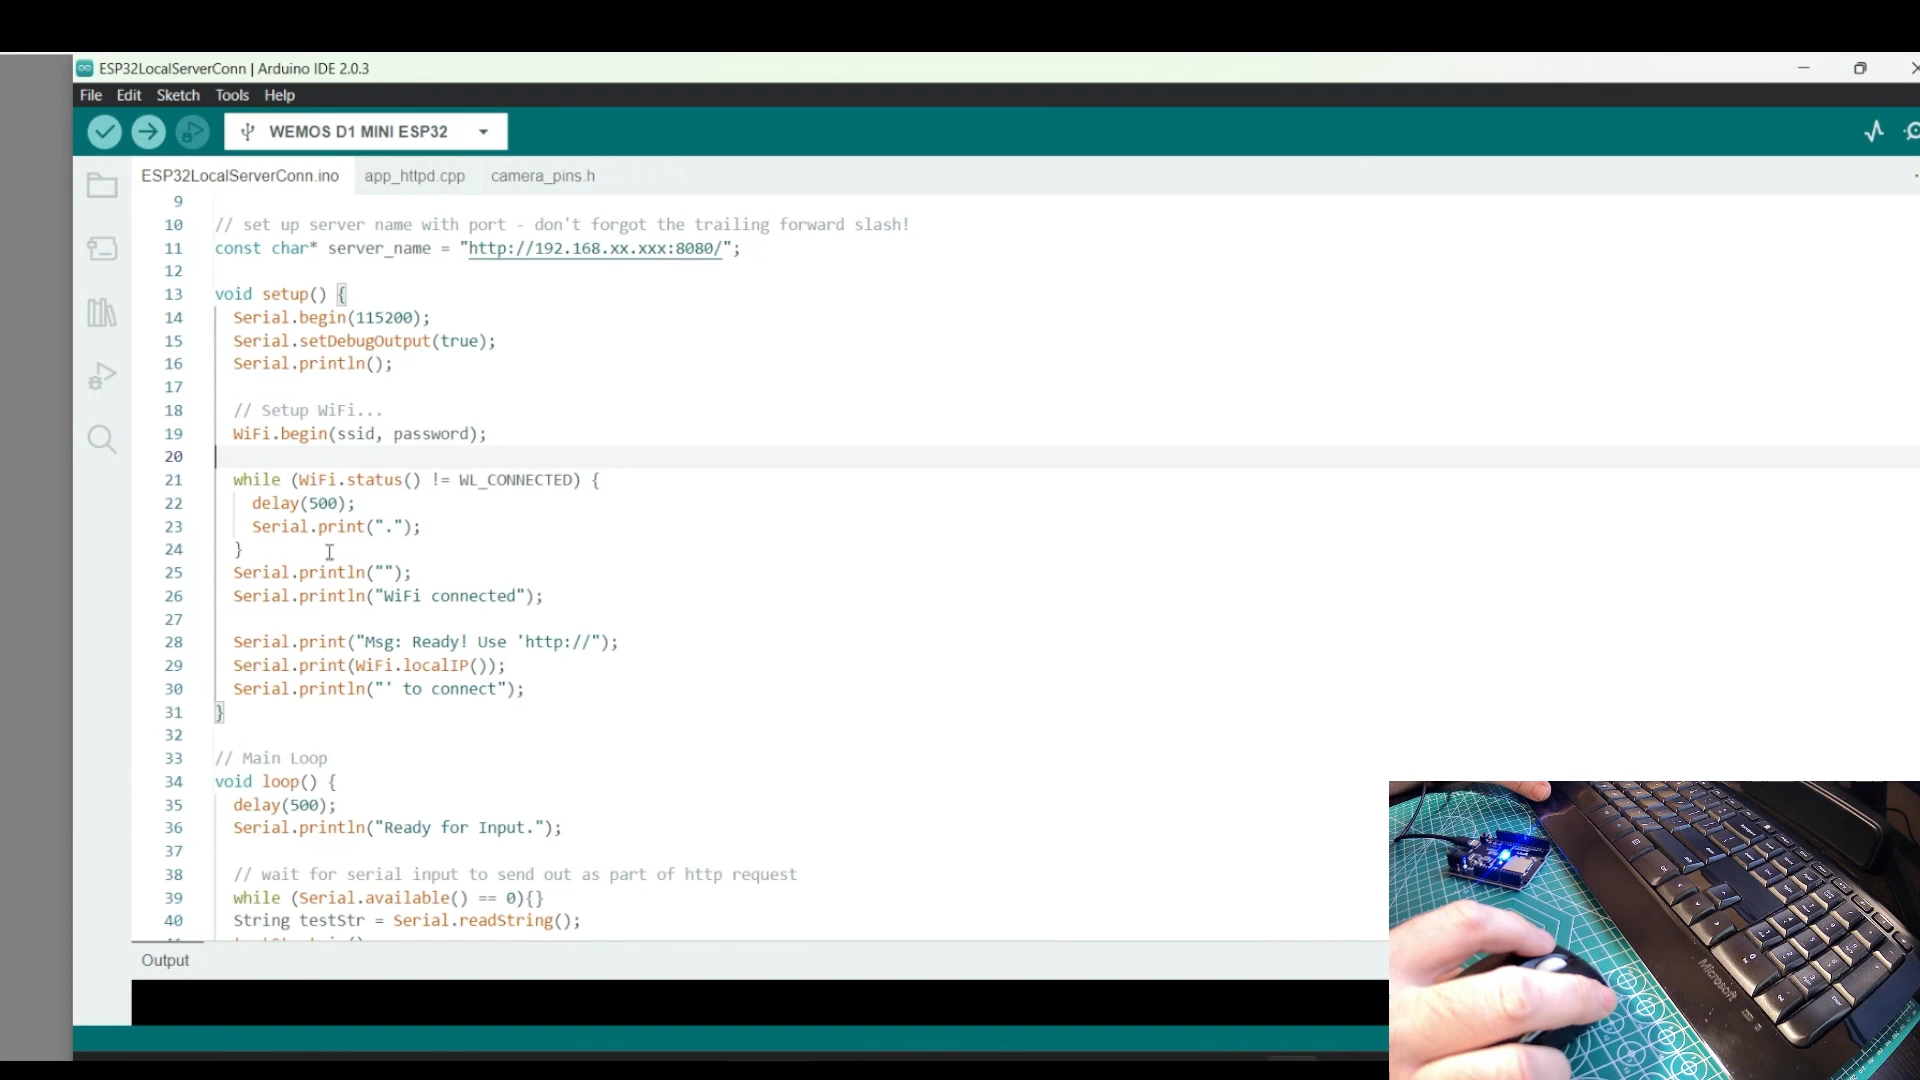 ESP32LocalServerConn | Arduino IDE 2.0.3
File Edit Sketch Tools Help
WEMOS D1 MINI ESP32
ESP32LocalServerConn.ino app_httpd.cpp camera_pins.h
9
10 // set up server name with port - don't forgot the trailing forward slash!
11 const char* server_name = "http://192.168.xx.xxx:8080/";
12
13 void setup() {
14 Serial.begin(115200);
15 Serial.setDebugOutput(true);
16 Serial.println();
17
18 // Setup WiFi...
19 WiFi.begin(ssid, password);
20
21 while (WiFi.status() != WL_CONNECTED) {
22 delay(500);
23 Serial.print(".");
24 }
25 Serial.println("");
26 Serial.println("WiFi connected");
27
28 Serial.print("Msg: Ready! Use 'http://");
29 Serial.print(WiFi.localIP());
30 Serial.println("' to connect");
31 }
32
33 // Main Loop
34 void loop() {
35 delay(500);
36 Serial.println("Ready for Input.");
37
38 // wait for serial input to send out as part of http request
39 while (Serial.available() == 0){}
40 String testStr = Serial.readString();
Output
Microsoft